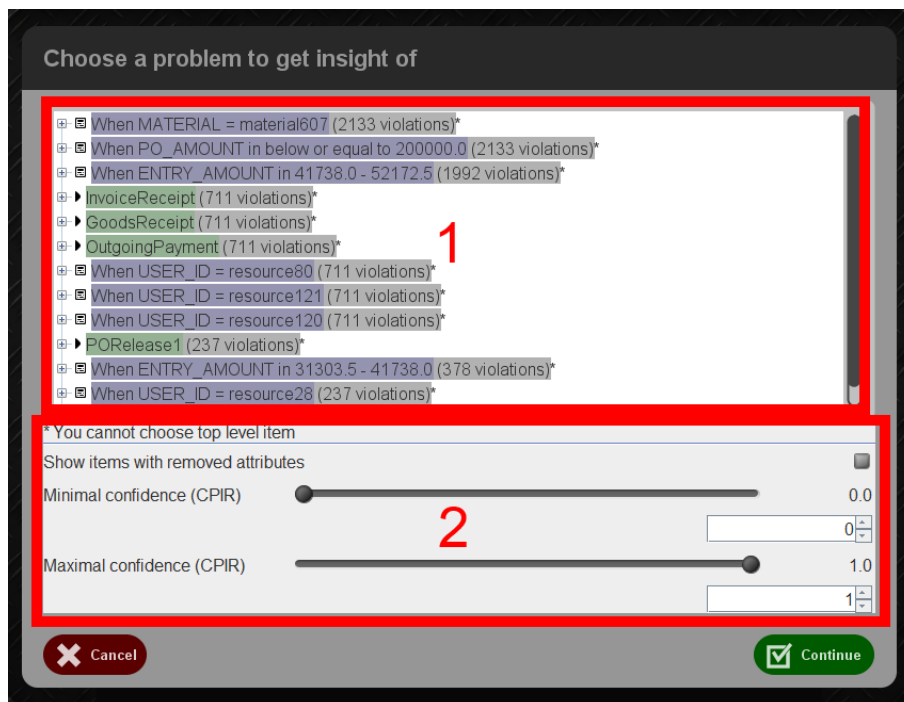 Choose a problem to get insight of
When MATERIAL = material607 (2133 violations)*
When PO_AMOUNT in below or equal to 200000.0 (2133 violations)*
When ENTRY_AMOUNT in 41738.0 - 52172.5 (1992 violations)*
InvoiceReceipt (711 violations)*
GoodsReceipt (711 violations)*
OutgoingPayment (711 violations)*
1
When USER_ID = resource80 (711 violations)*
When USER_ID = resource121 (711 violations)*
When USER_ID = resource120 (711 violations)*
PORelease1 (237 violations)*
When ENTRY_AMOUNT in 31303.5 - 41738.0 (378 violations)*
When USER_ID = resource28 (237 violations)*
* You cannot choose top level item
Show items with removed attributes
Minimal confidence (CPIR) 0.0
0
2
Maximal confidence (CPIR) 1.0
1
Cancel Continue